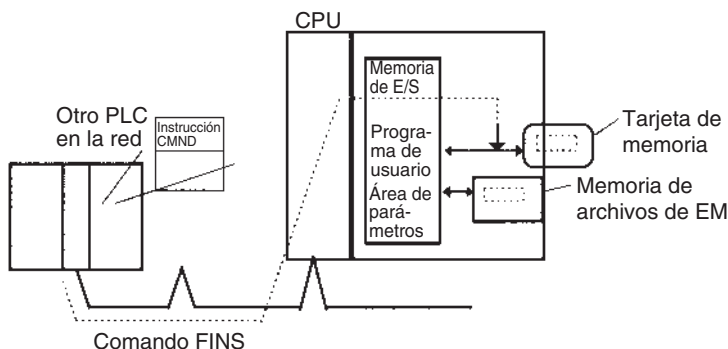 CPU
Memoria
de E/S
Otro PLC
en la red
Instrucción
CMND
Progra-
ma de
usuario
Área de
pará-
metros
Tarjeta de
memoria
Memoria de
archivos de EM
Comando FINS